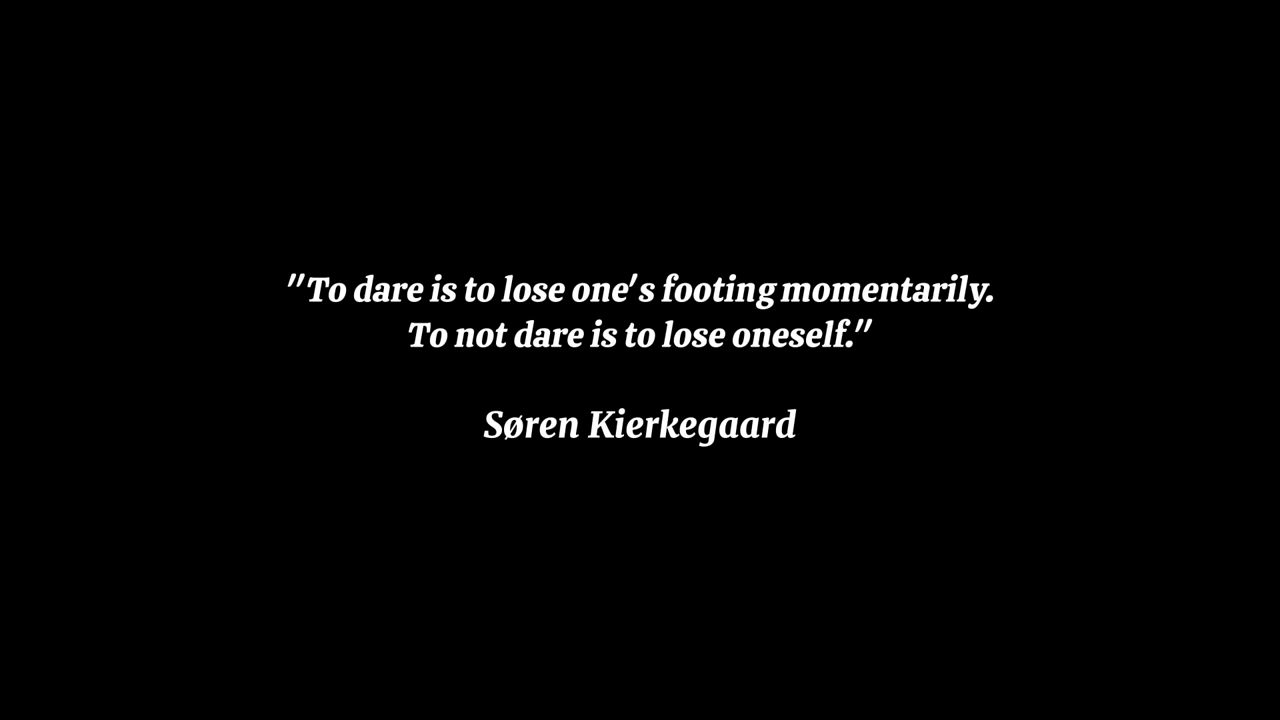 "To dare is to lose one's footing momentarily.
To not dare is to lose oneself."
Søren Kierkegaard